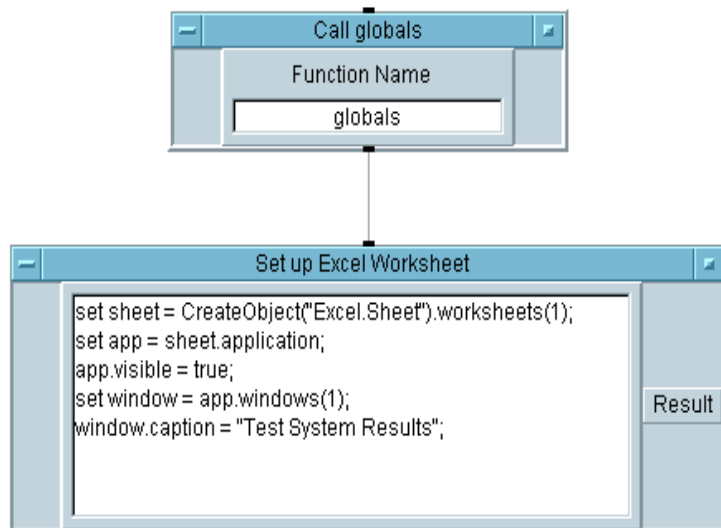 Call globals
Function Name
globals
Set up Excel Worksheet
set sheet = CreateObject("Excel.Sheet").worksheets(1);
set app = sheet.application;
app.visible = true;
set window = app.windows(1);
window.caption = "Test System Results";
Result